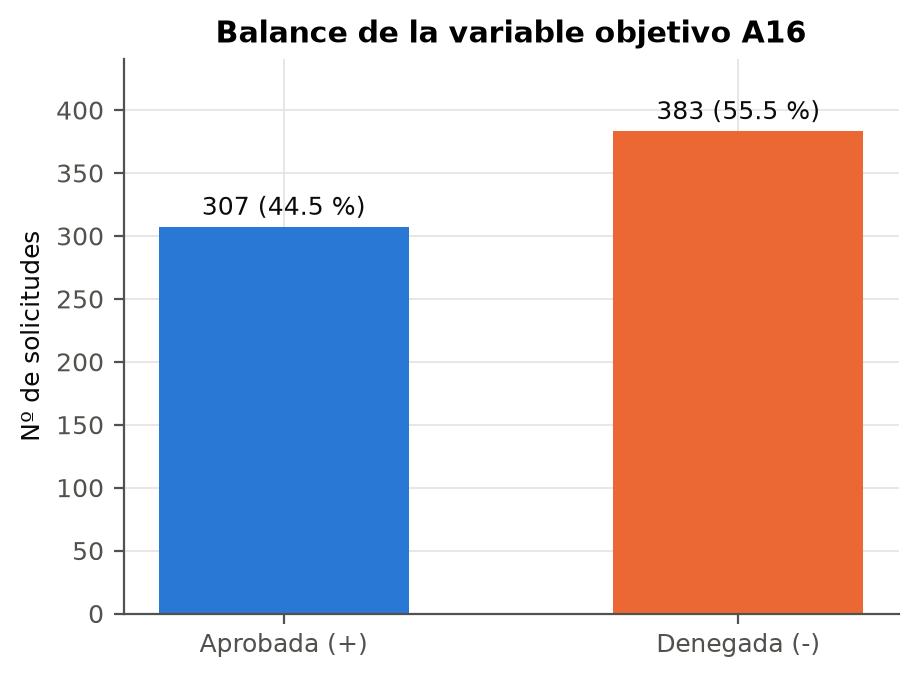 Balance de la variable objetivo A16
Nº de solicitudes
400
350
300
250
200
150
100
50
0
307 (44.5 %)
383 (55.5 %)
Aprobada (+)
Denegada (-)